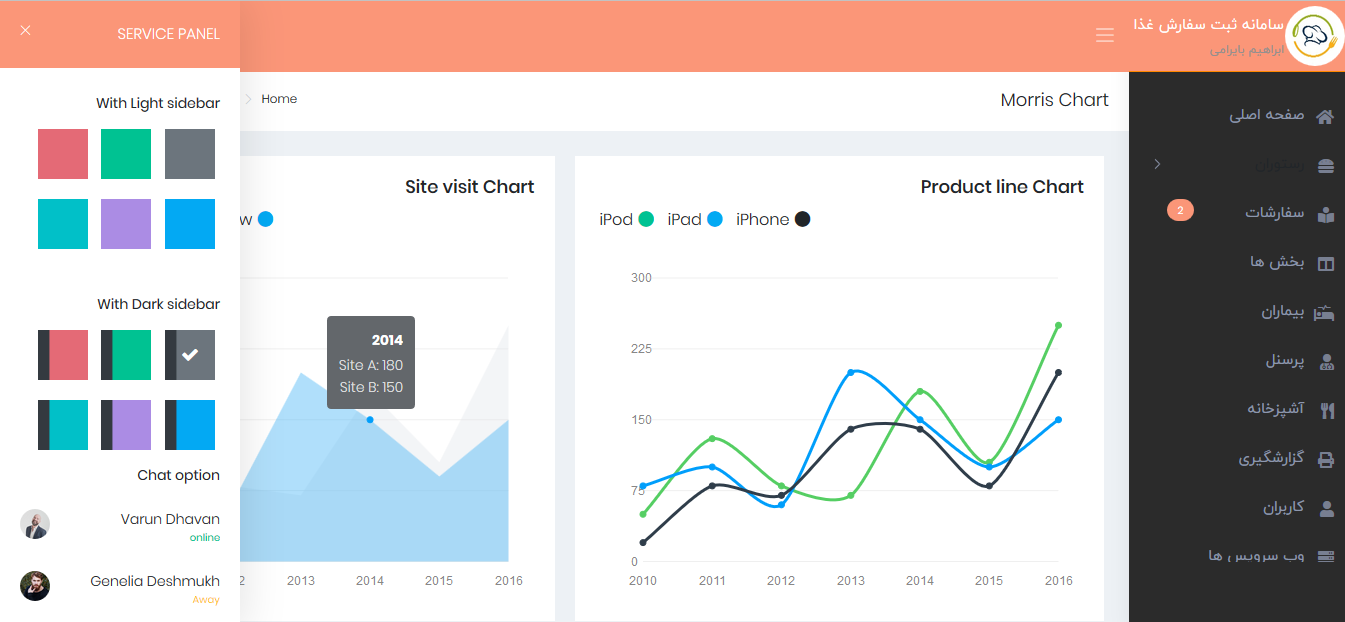 سامانه ثبت سفارش غذا
ابراهیم بایرامی
صفحه اصلی
رستوران
سفارشات
2
بخش ها
بیماران
پرسنل
آشپزخانه
گزارشگیری
کاربران
وب سرویس ها
SERVICE PANEL
With Light sidebar
With Dark sidebar
Chat option
Varun Dhavan
online
Genelia Deshmukh
Away
Home
Morris Chart
Site visit Chart
w
2014
Site A: 180
Site B: 150
2 2013 2014 2015 2016
Product line Chart
iPod iPad iPhone
300
225
150
75
0
2010 2011 2012 2013 2014 2015 2016